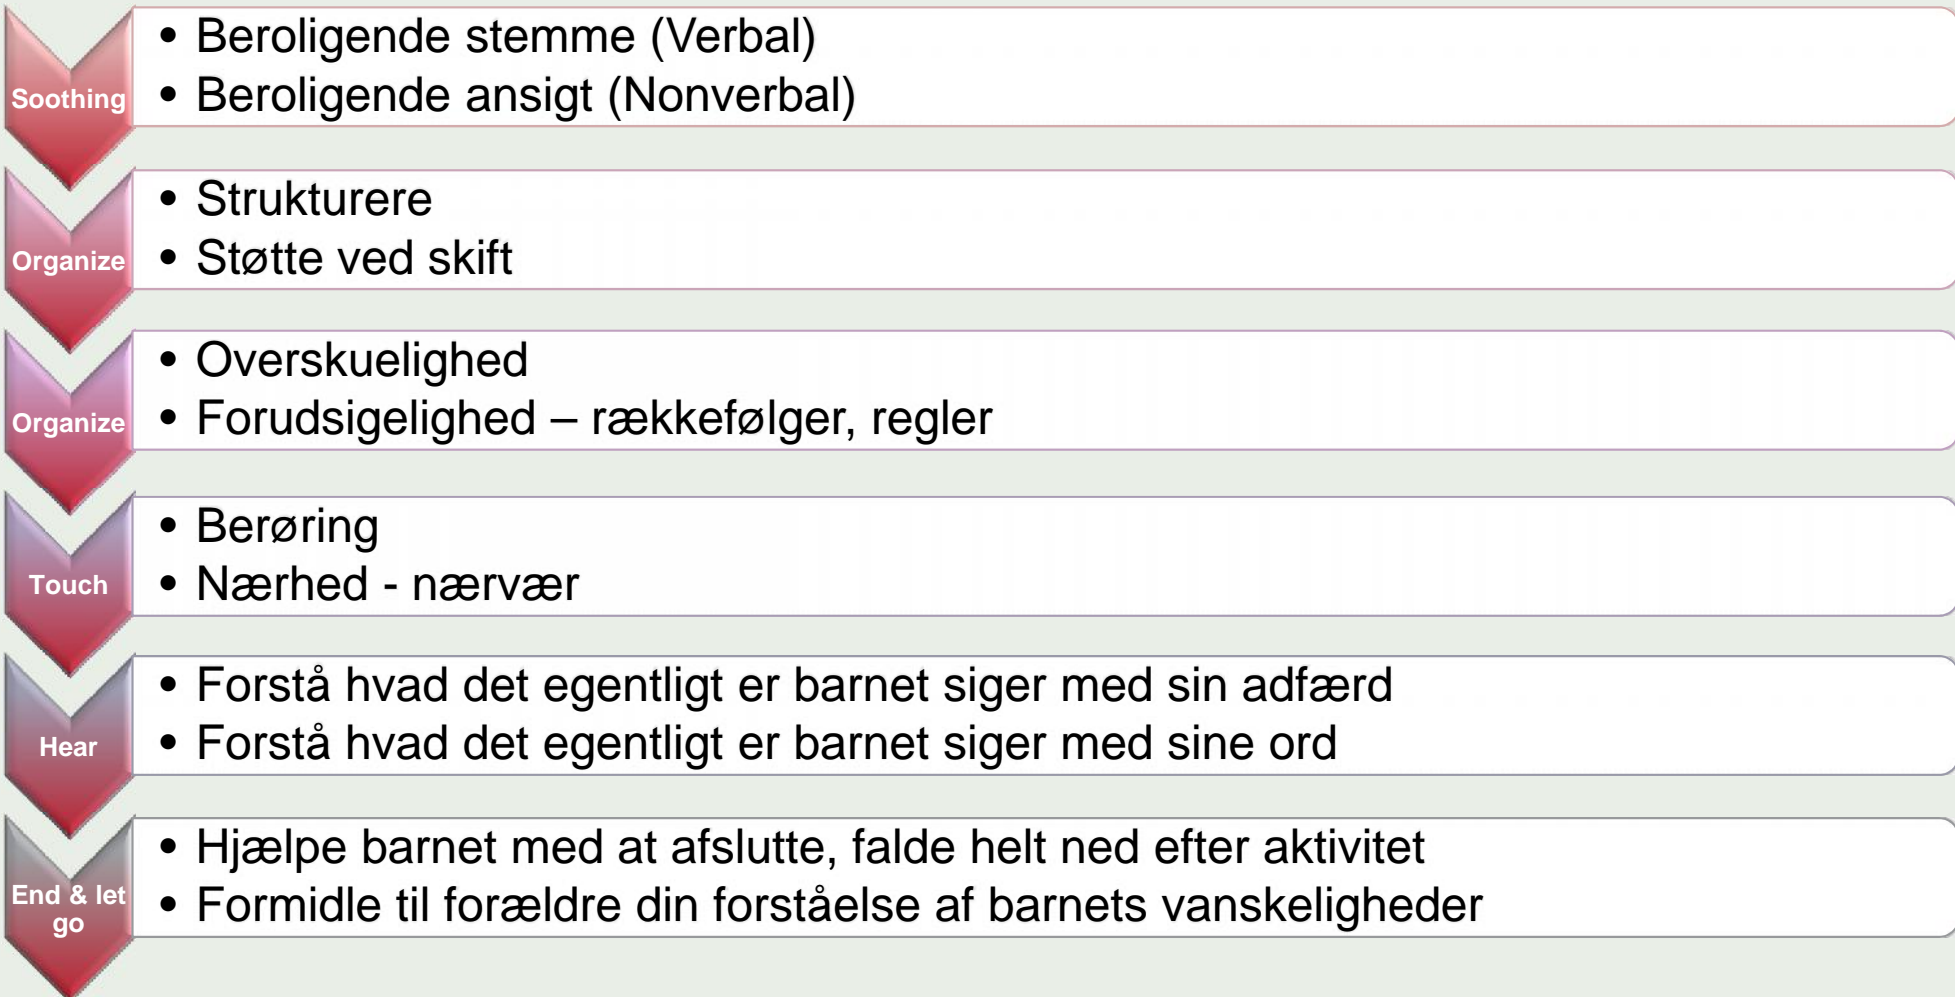 Soothing
• Beroligende stemme (Verbal)
• Beroligende ansigt (Nonverbal)
Organize
• Strukturere
• Støtte ved skift
Organize
• Overskuelighed
• Forudsigelighed – rækkefølger, regler
Touch
• Berøring
• Nærhed - nærvær
Hear
• Forstå hvad det egentligt er barnet siger med sin adfærd
• Forstå hvad det egentligt er barnet siger med sine ord
End & let
go
• Hjælpe barnet med at afslutte, falde helt ned efter aktivitet
• Formidle til forældre din forståelse af barnets vanskeligheder